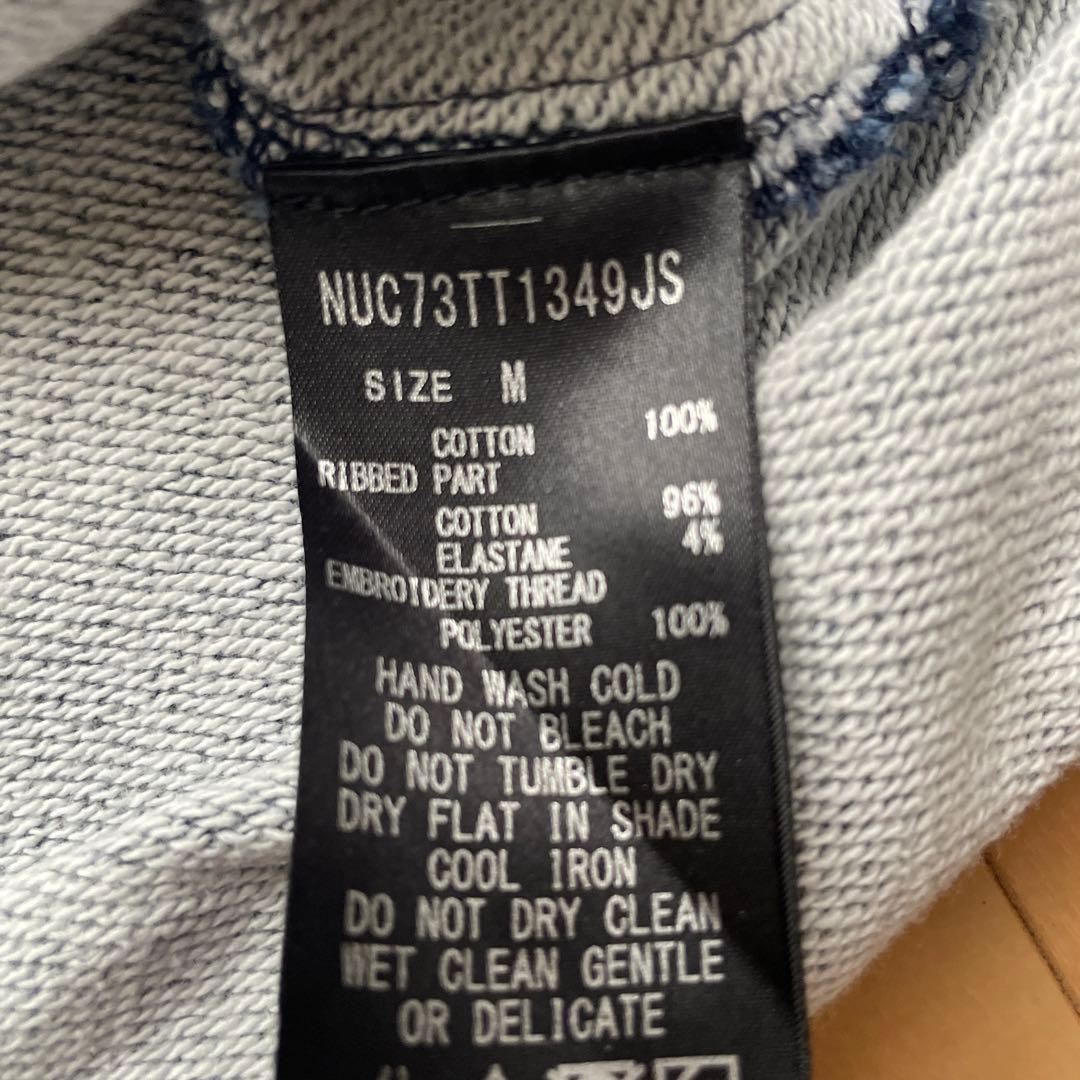 NUC73TT1349JS
SIZE M
COTTON 100%
RIBBED PART
COTTON 96%
ELASTANE 4%
EMBROIDERY THREAD
POLYESTER 100%
HAND WASH COLD
DO NOT BLEACH
DO NOT TUMBLE DRY
DRY FLAT IN SHADE
COOL IRON
DO NOT DRY CLEAN
WET CLEAN GENTLE
OR DELICATE